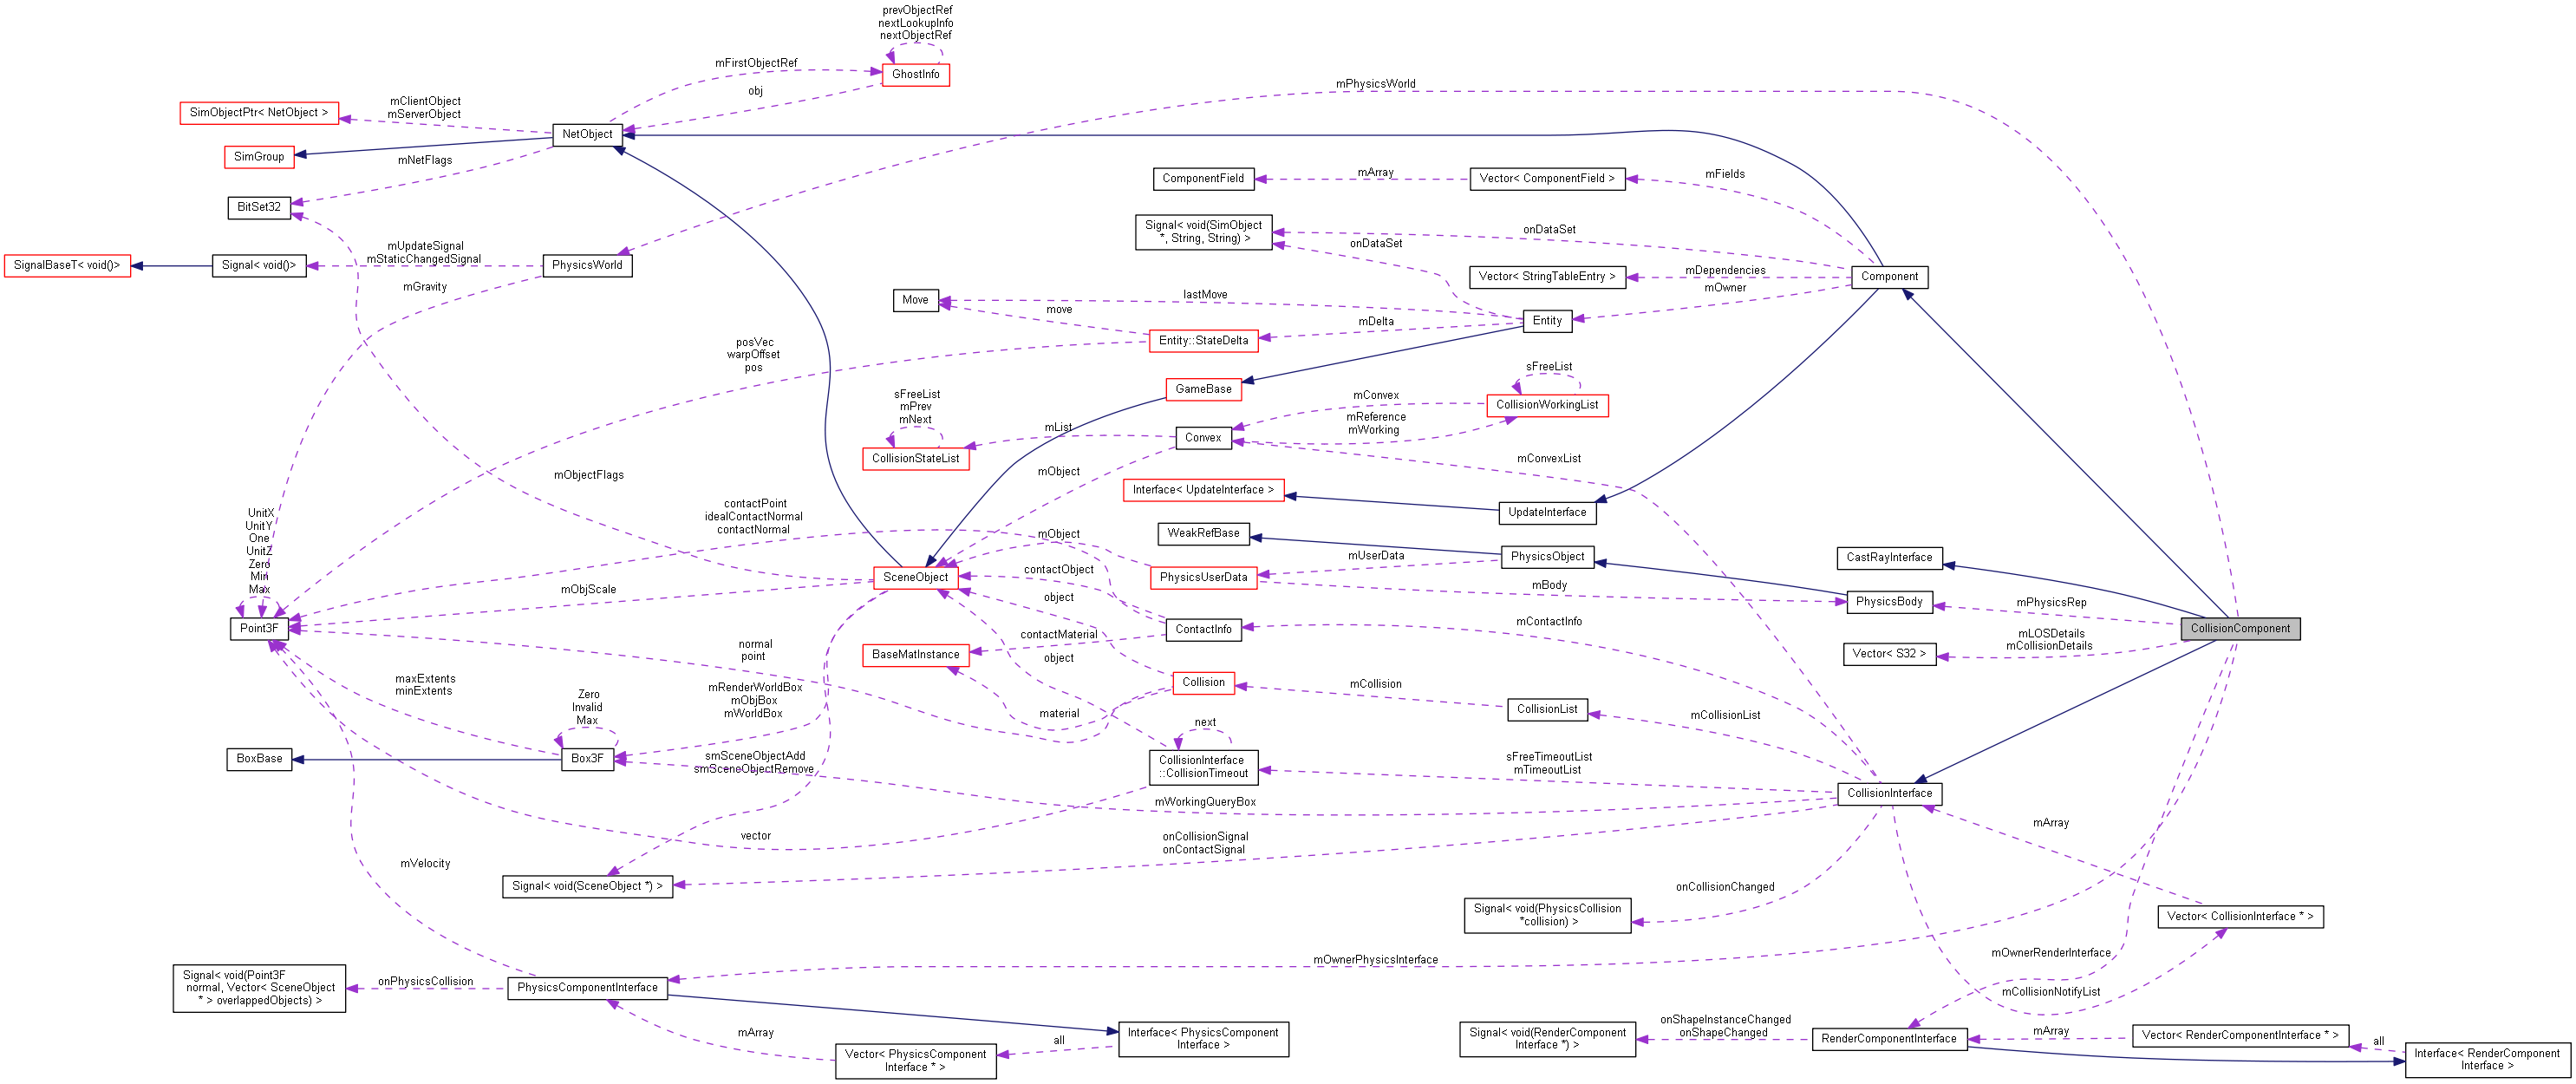 prevObjectRef
nextLookupInfo
nextObjectRef
mFirstObjectRef
GhostInfo
mPhysicsWorld
obj
SimObjectPtr< NetObject >
mClientObject
mServerObject
NetObject
SimGroup
mNetFlags
BitSet32
ComponentField
mArray
Vector< ComponentField >
mFields
Signal< void(SimObject
*, String, String) >
onDataSet
onDataSet
SignalBaseT< void()>
Signal< void()>
mUpdateSignal
mStaticChangedSignal
PhysicsWorld
mGravity
Vector< StringTableEntry >
mDependencies
mOwner
Component
Move
lastMove
move
Entity
mDelta
Entity::StateDelta
posVec
warpOffset
pos
GameBase
sFreeList
CollisionWorkingList
mConvex
mReference
mWorking
sFreeList
mPrev
mNext
mList
Convex
CollisionStateList
mConvexList
mObject
mObjectFlags
Interface< UpdateInterface >
UpdateInterface
contactPoint
idealContactNormal
contactNormal
UnitX
UnitY
One
UnitZ
Zero
Min
Max
WeakRefBase
mObject
PhysicsObject
mUserData
CastRayInterface
contactObject
SceneObject
PhysicsUserData
mBody
mObjScale
object
PhysicsBody
mPhysicsRep
Point3F
ContactInfo
mContactInfo
CollisionComponent
contactMaterial
mLOSDetails
mCollisionDetails
Vector< S32 >
normal
point
BaseMatInstance
object
Collision
mCollision
maxExtents
minExtents
Zero
Invalid
Max
mRenderWorldBox
mObjBox
mWorldBox
material
CollisionList
mCollisionList
next
BoxBase
Box3F
smSceneObjectAdd
smSceneObjectRemove
CollisionInterface
::CollisionTimeout
sFreeTimeoutList
mTimeoutList
CollisionInterface
mWorkingQueryBox
vector
onCollisionSignal
onContactSignal
mArray
mVelocity
Signal< void(SceneObject *) >
onCollisionChanged
Signal< void(PhysicsCollision
*collision) >
Vector< CollisionInterface * >
mOwnerPhysicsInterface
mOwnerRenderInterface
Signal< void(Point3F
normal, Vector< SceneObject
* > overlappedObjects) >
onPhysicsCollision
PhysicsComponentInterface
mCollisionNotifyList
mArray
Interface< PhysicsComponent
Interface >
all
Vector< PhysicsComponent
Interface * >
Signal< void(RenderComponent
Interface *) >
onShapeInstanceChanged
onShapeChanged
RenderComponentInterface
mArray
Vector< RenderComponentInterface * >
all
Interface< RenderComponent
Interface >